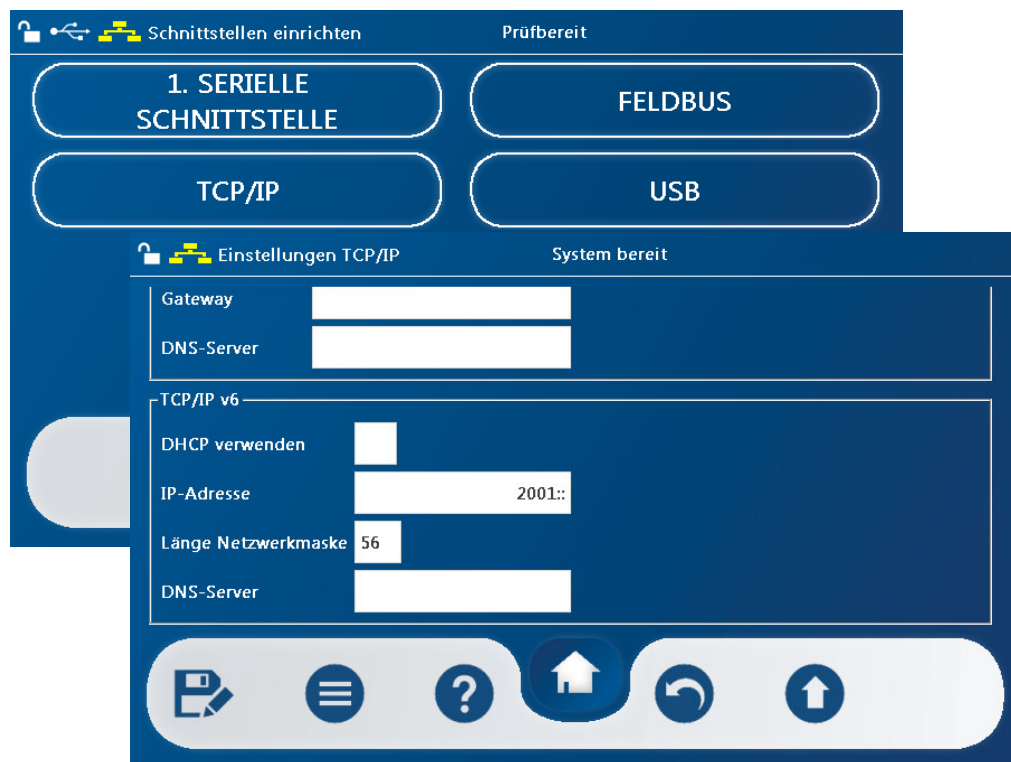 Schnittstellen einrichten
Prüfbereit
1. SERIELLE
SCHNITTSTELLE
FELDBUS
TCP/IP
USB
Einstellungen TCP/IP
System bereit
Gateway
DNS-Server
TCP/IP v6
DHCP verwenden
IP-Adresse 2001::
Länge Netzwerkmaske 56
DNS-Server
?